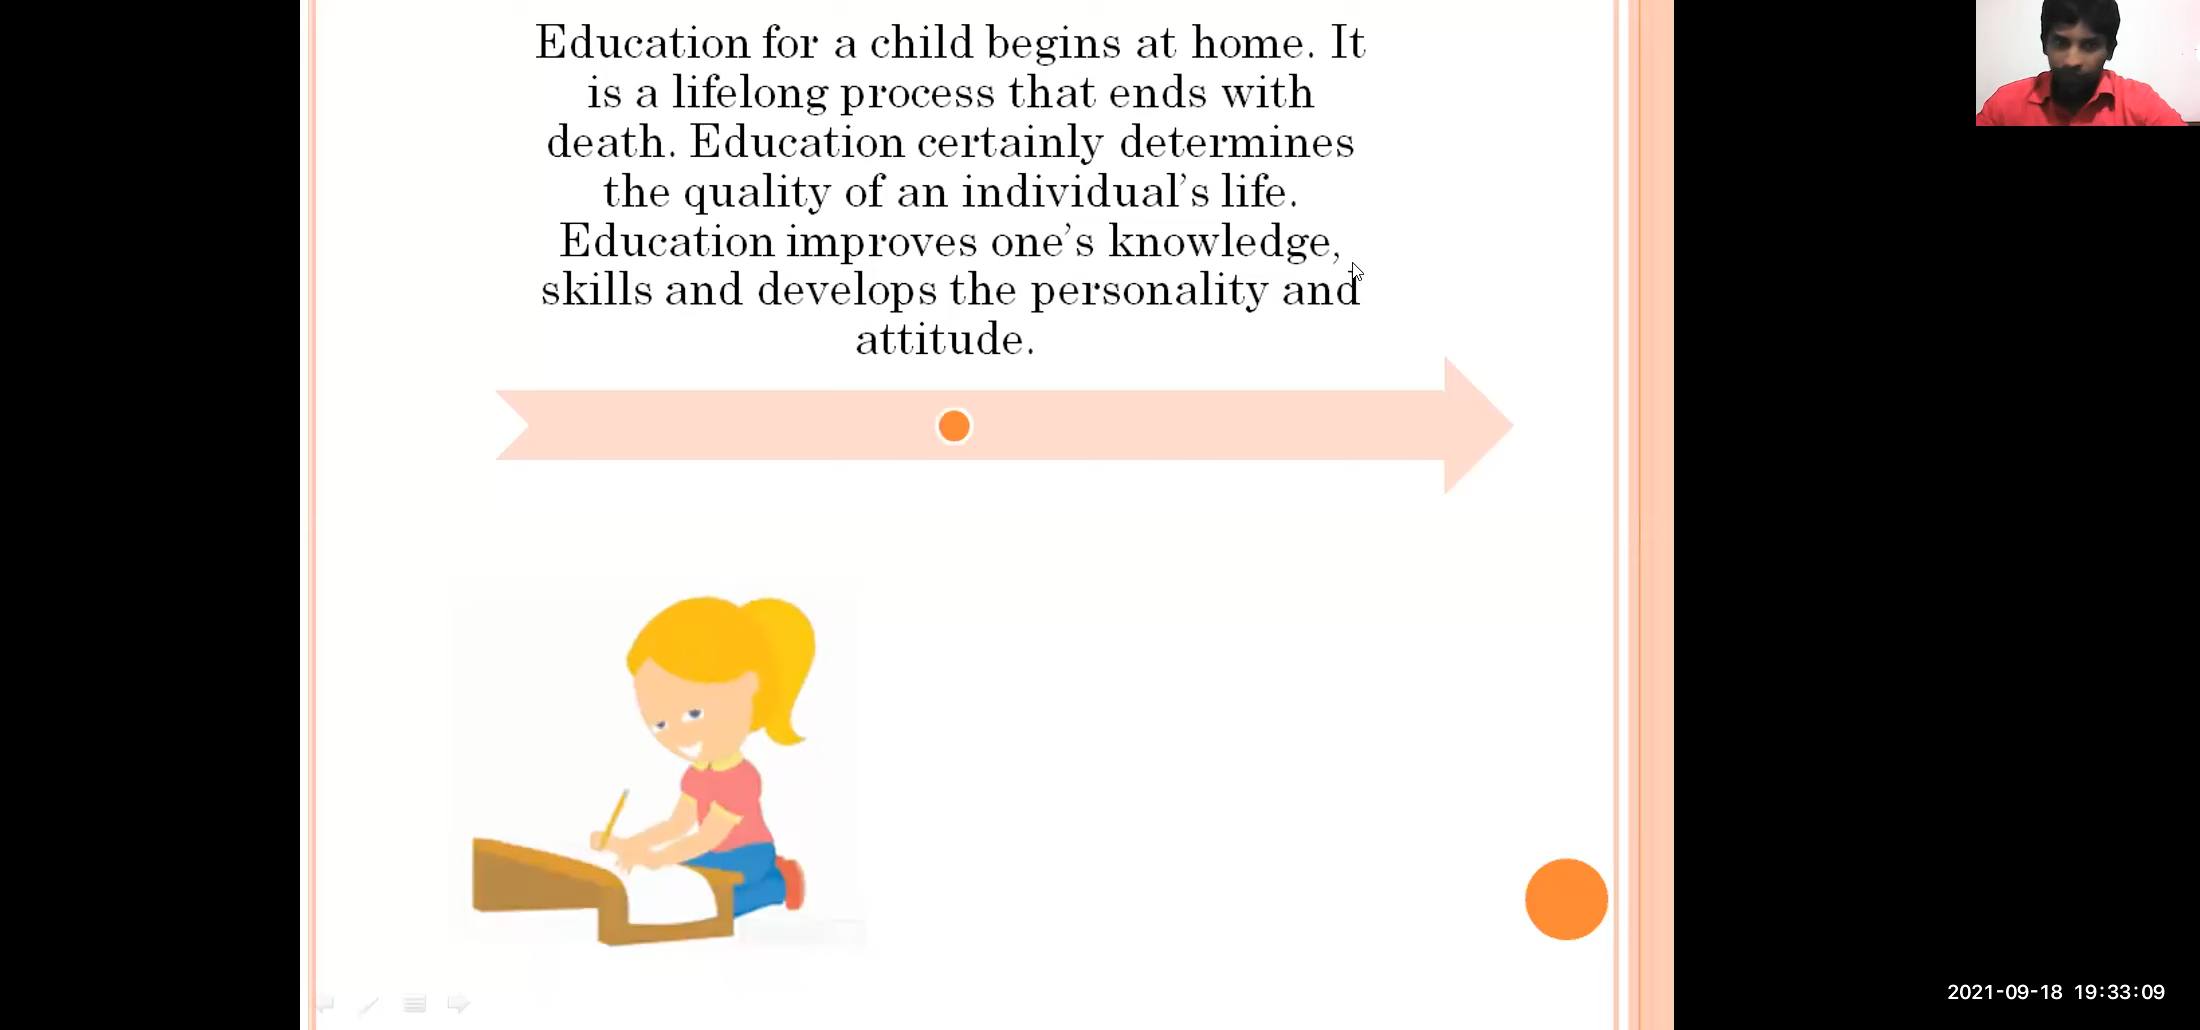 Education for a child begins at home. It
is a lifelong process that ends with
death. Education certainly determines
the quality of an individual’s life.
Education improves one’s knowledge,
skills and develops the personality and
attitude.
2021-09-18 19:33:09